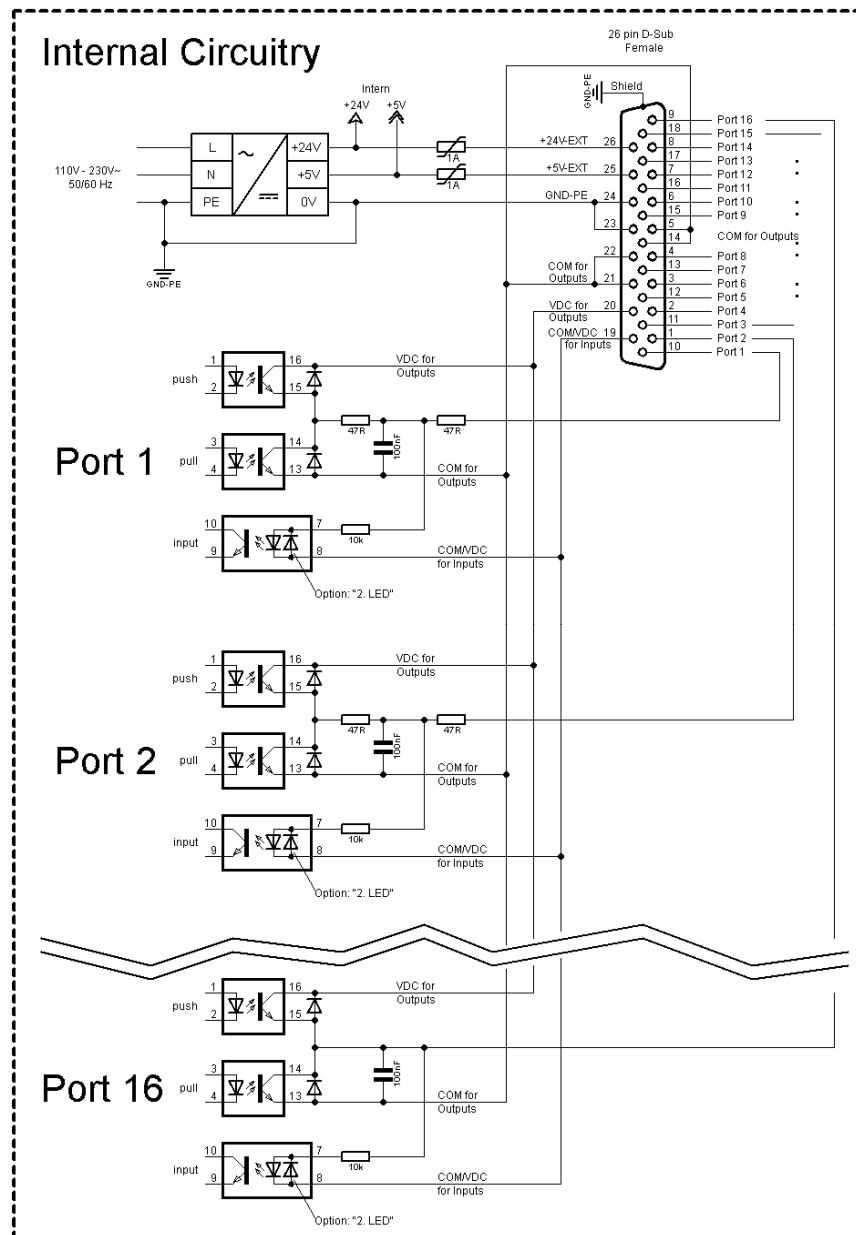 Internal Circuitry
26 pin D-Sub
Female
Intern
+24V
+5V
GND-PE
Shield
L
N
PE
~
+24V
+5V
0V
110V - 230V~
50/60 Hz
GND-PE
1A
1A
+24V-EXT 26
+5V-EXT 25
GND-PE 24
23
22
COM for
Outputs
21
VDC for
Outputs
20
COM/VDC 19
for Inputs
9 Port 16
18 Port 15
8 Port 14
17 Port 13
7 Port 12
16 Port 11
6 Port 10
15 Port 9
5
14 COM for Outputs
4 Port 8
13 Port 7
3 Port 6
12 Port 5
2 Port 4
11 Port 3
1 Port 2
10 Port 1
Port 1
push
1
2
16
15
VDC for
Outputs
47R
100nF
47R
pull
3
4
14
13
COM for
Outputs
input
10
9
7
8
10k
COM/VDC
for Inputs
Option: "2. LED"
Port 2
push
1
2
16
15
VDC for
Outputs
47R
100nF
47R
pull
3
4
14
13
COM for
Outputs
input
10
9
7
8
10k
COM/VDC
for Inputs
Option: "2. LED"
Port 16
push
1
2
16
15
VDC for
Outputs
100nF
pull
3
4
14
13
COM for
Outputs
input
10
9
7
8
10k
COM/VDC
for Inputs
Option: "2. LED"